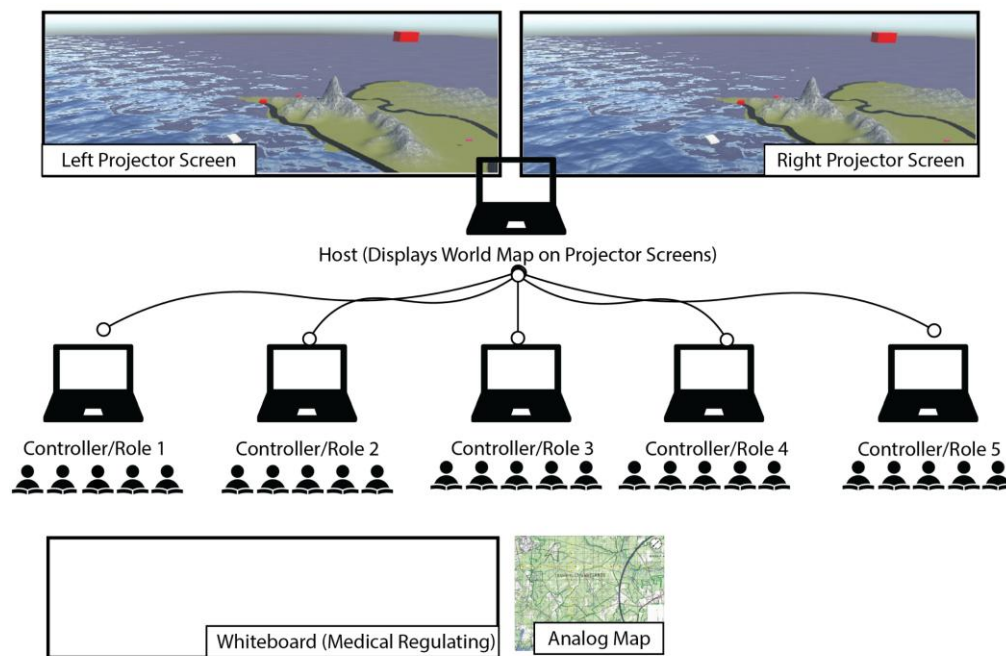 Left Projector Screen
Right Projector Screen
Host (Displays World Map on Projector Screens)
Controller/Role 1
Controller/Role 2
Controller/Role 3
Controller/Role 4
Controller/Role 5
Whiteboard (Medical Regulating)
Analog Map